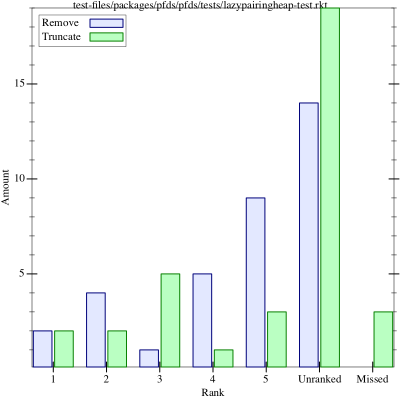 test-files/packages/pfds/pfds/tests/lazypairingheap-test.rkt
Remove
Truncate
15
10
5
Amount
1 2 3 4 5 Unranked Missed
Rank